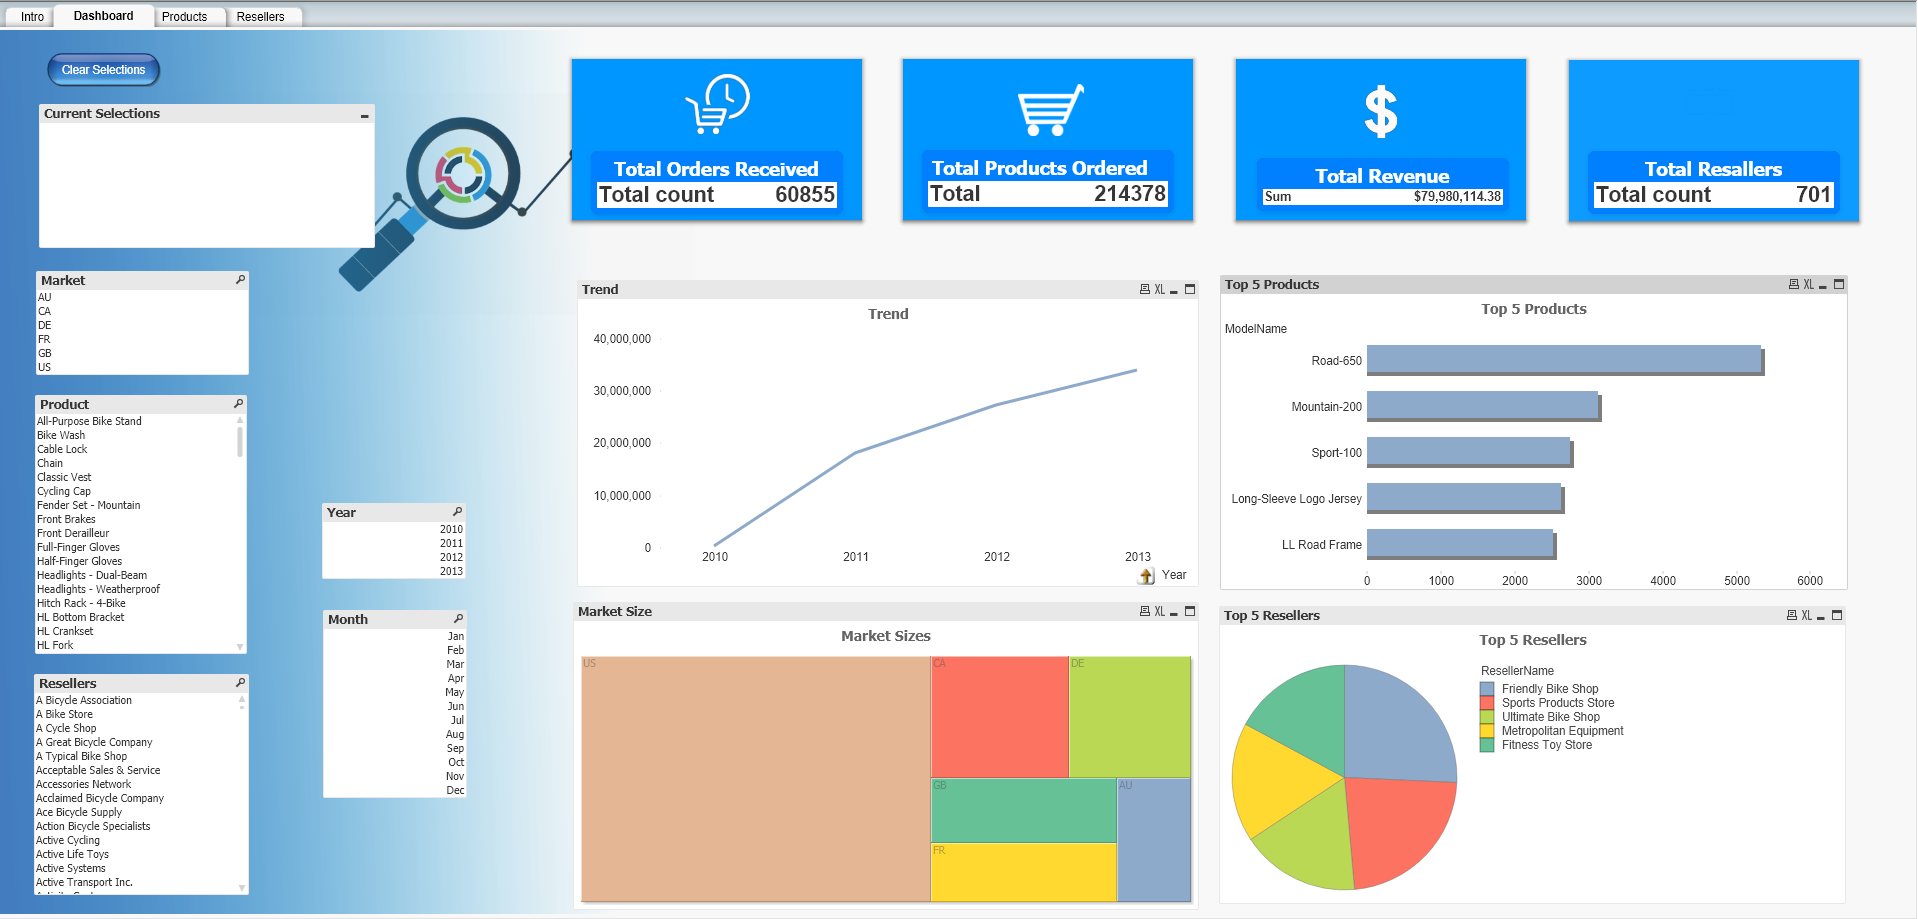 Intro Dashboard Products Resellers
Clear Selections
Current Selections
Market
AU
CA
DE
FR
GB
US
Product
All-Purpose Bike Stand
Bike Wash
Cable Lock
Chain
Classic Vest
Cycling Cap
Fender Set - Mountain
Front Brakes
Front Derailleur
Full-Finger Gloves
Half-Finger Gloves
Headlights - Dual-Beam
Headlights - Weatherproof
Hitch Rack - 4-Bike
HL Bottom Bracket
HL Crankset
HL Fork
Resellers
A Bicycle Association
A Bike Store
A Cycle Shop
A Great Bicycle Company
A Typical Bike Shop
Acceptable Sales & Service
Accessories Network
Acclaimed Bicycle Company
Ace Bicycle Supply
Action Bicycle Specialists
Active Cycling
Active Life Toys
Active Systems
Active Transport Inc.
Year
2010
2011
2012
2013
Month
Jan
Feb
Mar
Apr
May
Jun
Jul
Aug
Sep
Oct
Nov
Dec
Total Orders Received
Total count 60855
Total Products Ordered
Total 214378
$
Total Revenue
Sum $79,980,114.38
Total Resallers
Total count 701
Trend XL
Trend
40,000,000
30,000,000
20,000,000
10,000,000
0
2010 2011 2012 2013
Year
Top 5 Products XL
Top 5 Products
ModelName
Road-650
Mountain-200
Sport-100
Long-Sleeve Logo Jersey
LL Road Frame
0 1000 2000 3000 4000 5000 6000
Market Size XL
Market Sizes
US CA DE
GB AU
FR
Top 5 Resellers XL
Top 5 Resellers
ResellerName
Friendly Bike Shop
Sports Products Store
Ultimate Bike Shop
Metropolitan Equipment
Fitness Toy Store